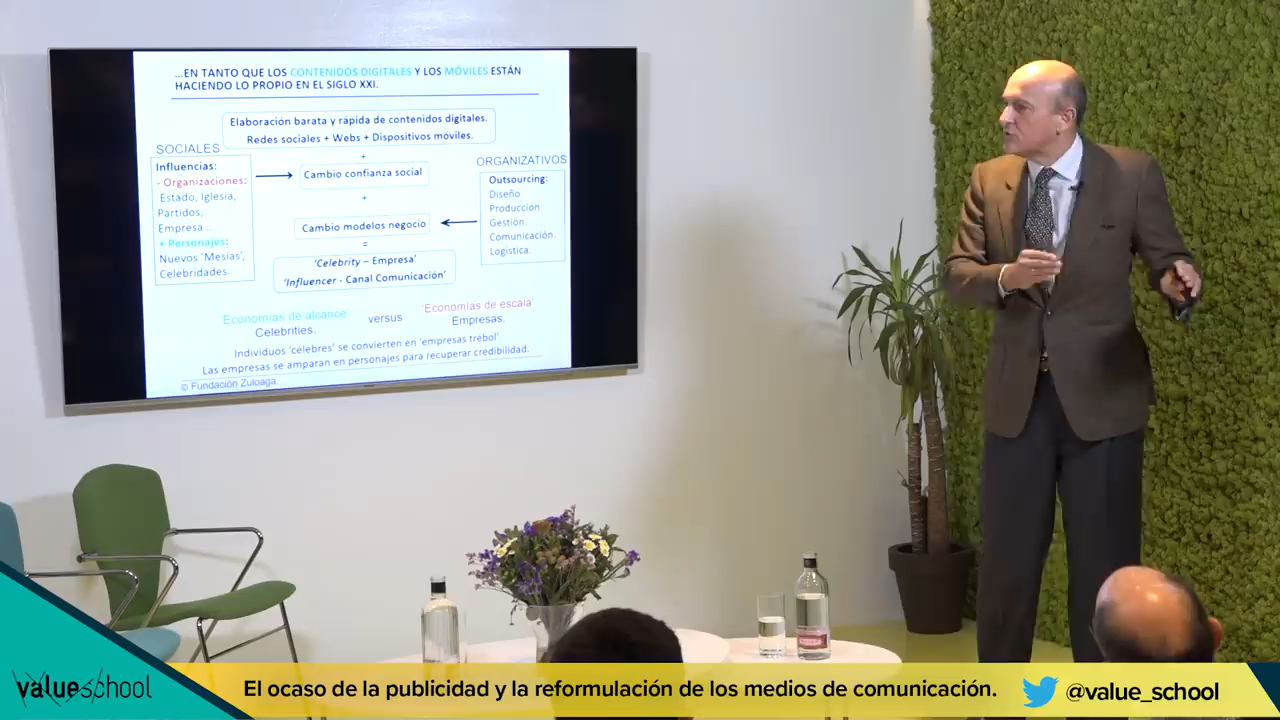 ...EN TANTO QUE LOS CONTENIDOS DIGITALES Y LOS MÓVILES ESTÁN
HACIENDO LO PROPIO EN EL SIGLO XXI.
Elaboración barata y rápida de contenidos digitales.
Redes sociales + Webs + Dispositivos móviles.
SOCIALES
Influencias:
- Organizaciones:
Estado, Iglesia,
Partidos,
Empresa...
+ Personajes:
Nuevos 'Mesías',
Celebridades.
+
Cambio confianza social
+
Cambio modelos negocio
=
'Celebrity – Empresa'
'Influencer - Canal Comunicación'
ORGANIZATIVOS
Outsourcing:
Diseño
Producción.
Gestión.
Comunicación.
Logística.
'Economías de alcance'
Celebrities.
versus
'Economías de escala'
Empresas.
Individuos 'célebres' se convierten en 'empresas trébol'
Las empresas se amparan en personajes para recuperar credibilidad.
© Fundación Zuloaga.
valueschool
El ocaso de la publicidad y la reformulación de los medios de comunicación.
@value_school